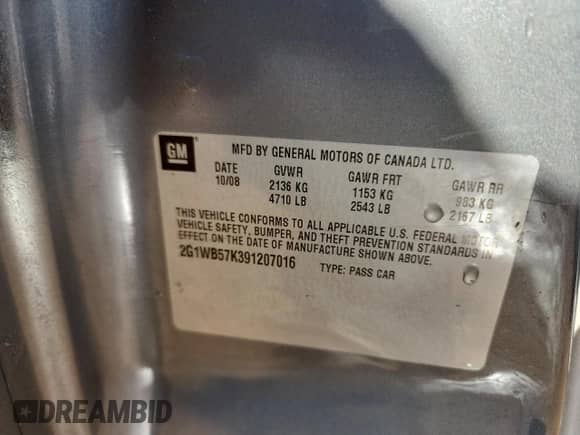 GM
MFD BY GENERAL MOTORS OF CANADA LTD.
DATE GVWR GAWR FRT GAWR RR
10/08 2136 KG 1153 KG 983 KG
4710 LB 2543 LB 2167 LB
THIS VEHICLE CONFORMS TO ALL APPLICABLE U.S. FEDERAL MOTOR
VEHICLE SAFETY, BUMPER, AND THEFT PREVENTION STANDARDS IN
EFFECT ON THE DATE OF MANUFACTURE SHOWN ABOVE.
2G1WB57K391207016 TYPE: PASS CAR
DREAMBID